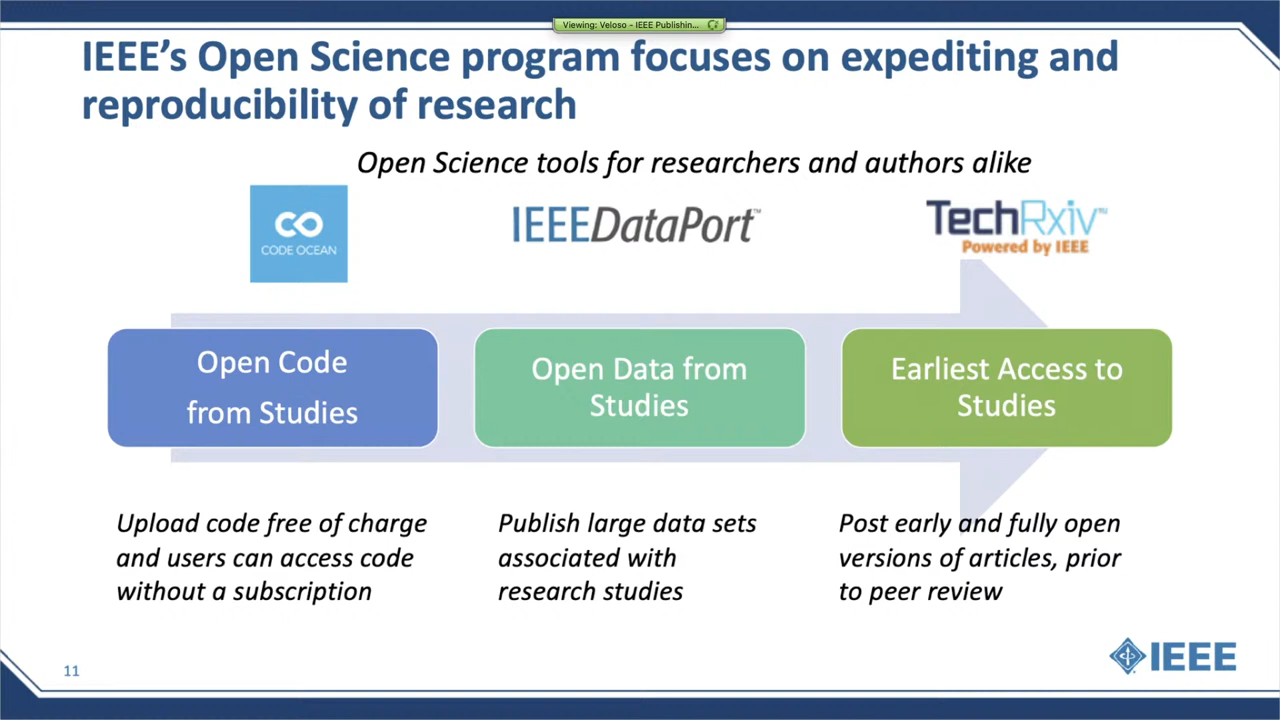 Viewing: Veloso - IEEE Publishin...
IEEE's Open Science program focuses on expediting and
reproducibility of research
Open Science tools for researchers and authors alike
CO
CODE OCEAN
IEEEDataPort™
TechRxiv™
Powered by IEEE
Open Code
from Studies
Open Data from
Studies
Earliest Access to
Studies
Upload code free of charge
and users can access code
without a subscription
Publish large data sets
associated with
research studies
Post early and fully open
versions of articles, prior
to peer review
11
IEEE